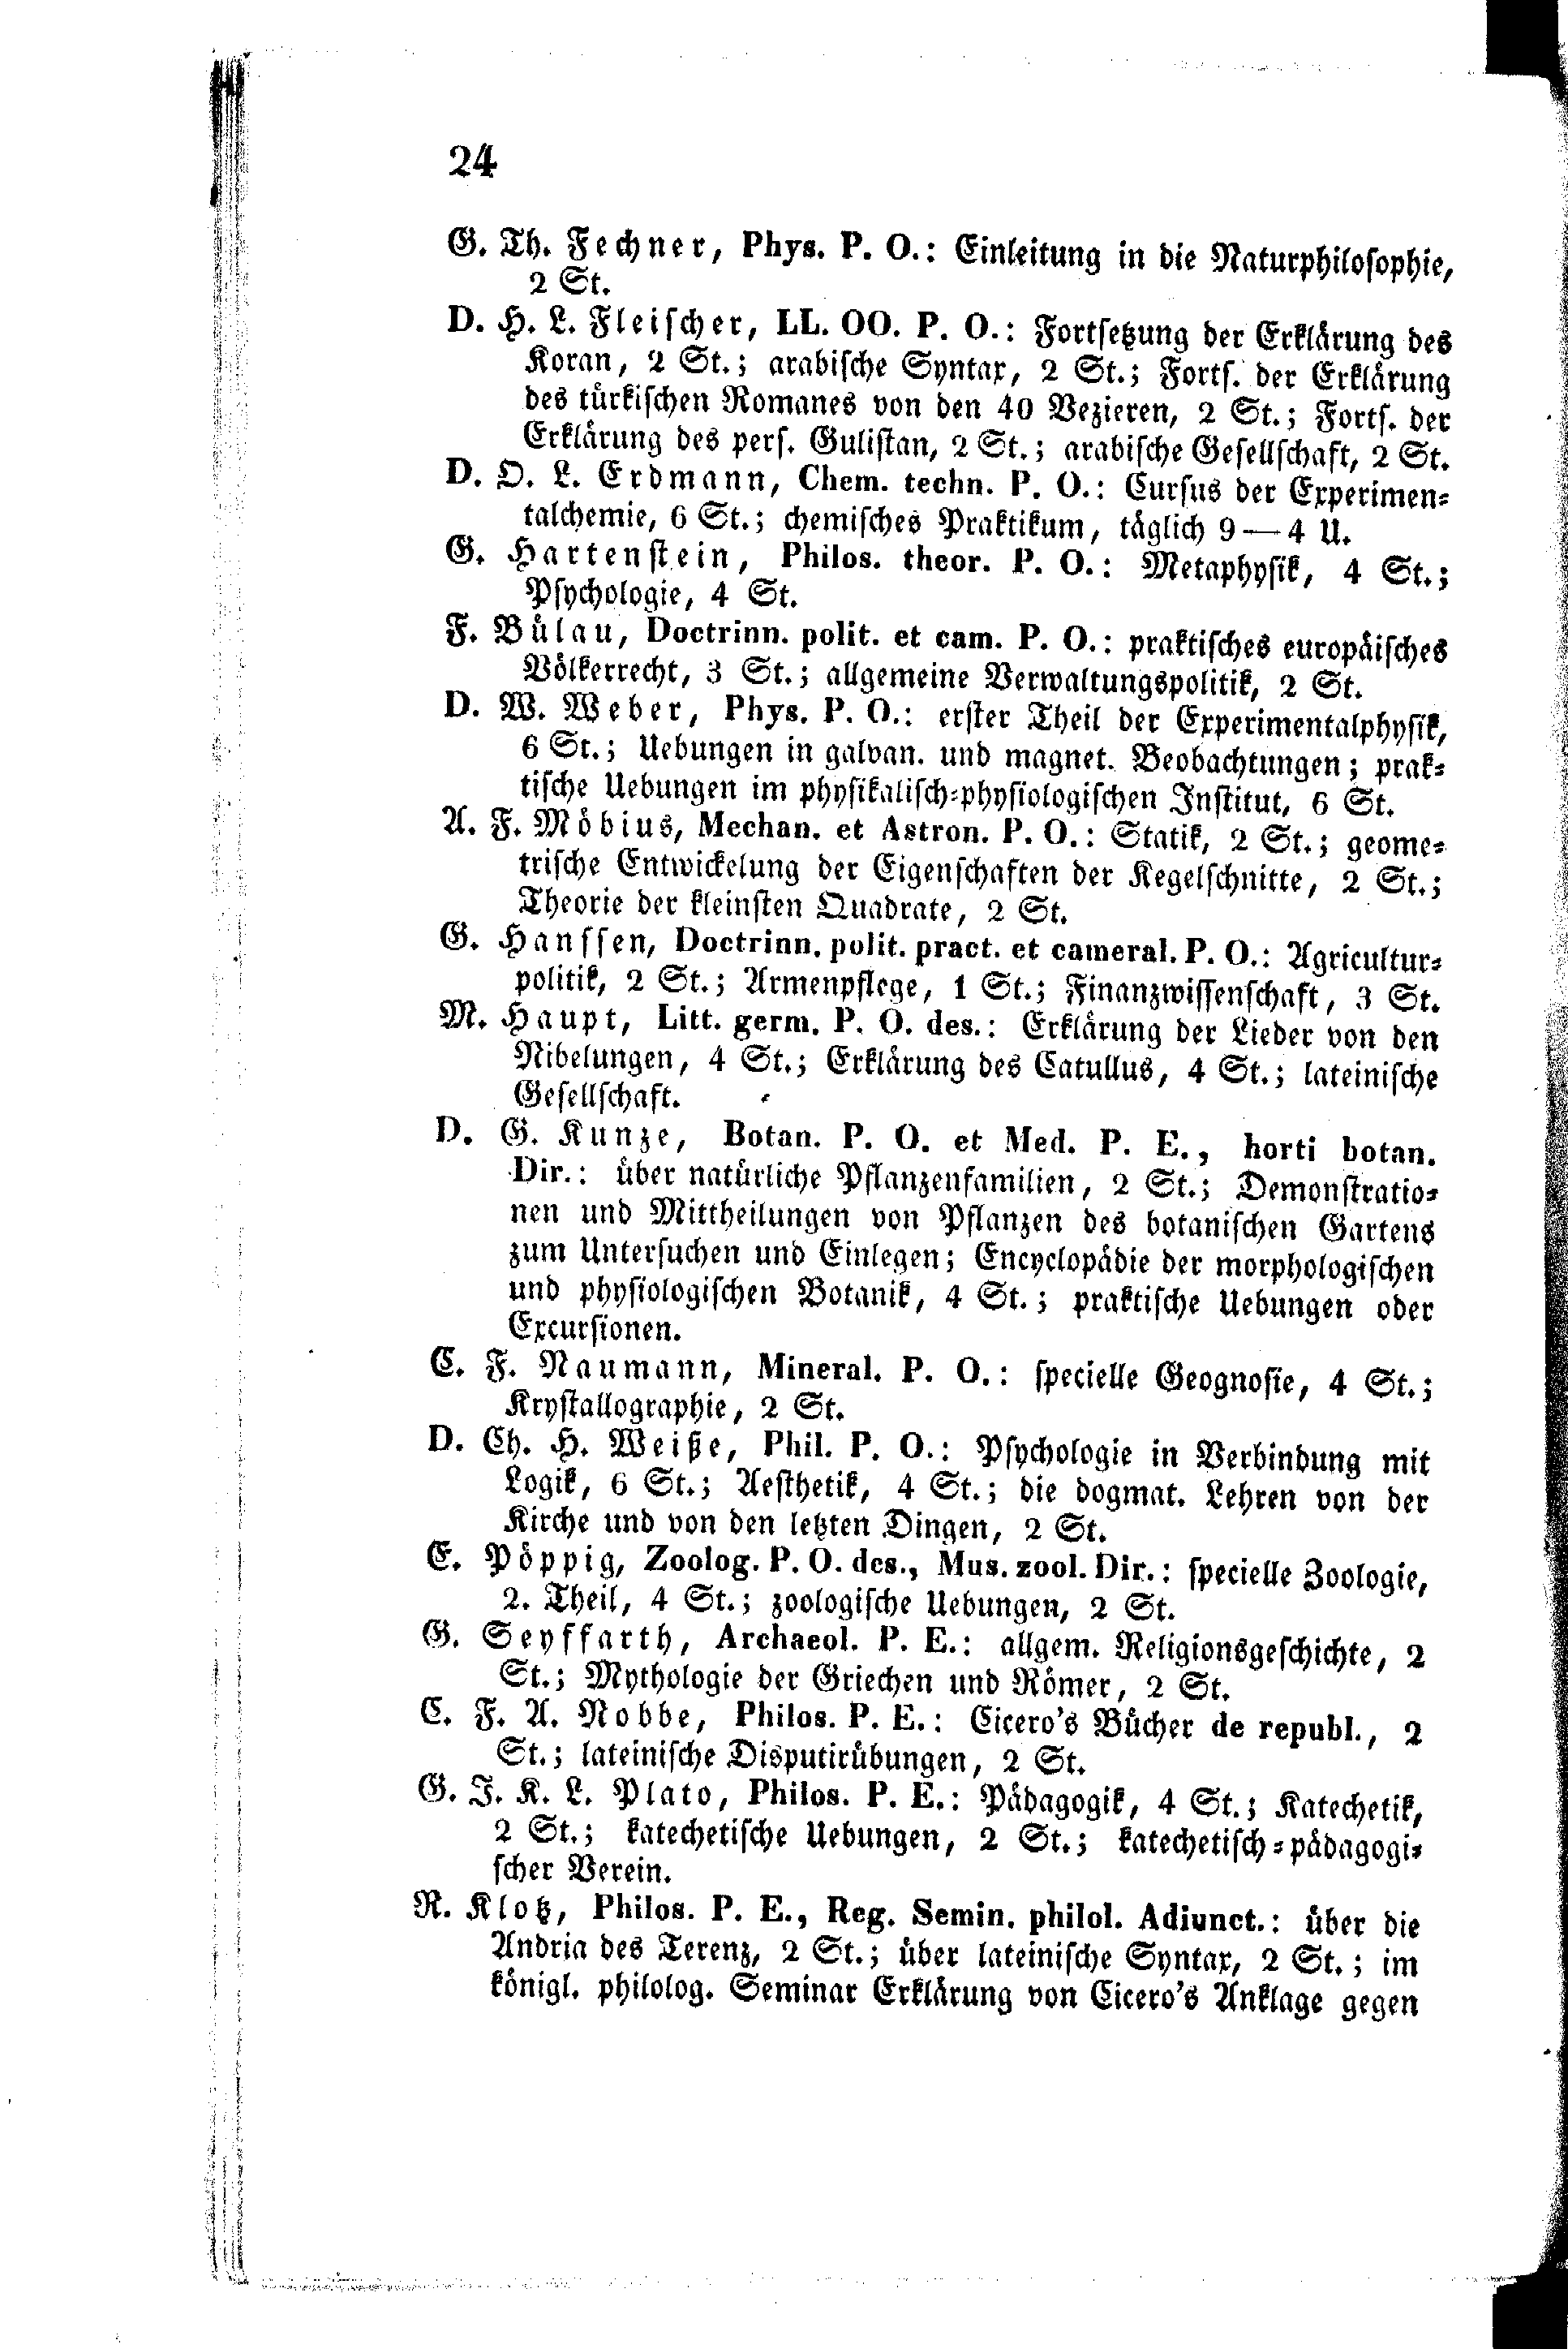 24
G. Th. Fechner, Phys. P. O.: Einleitung in die Naturphilosophie,
2 St.
D. H. L. Fleischer, LL. OO. P. O.: Fortsetzung der Erklärung des
Koran, 2 St.; arabische Syntax, 2 St.; Forts. der Erklärung
des türkischen Romanes von den 40 Vezieren, 2 St.; Forts. der
Erklärung des pers. Gulistan, 2 St.; arabische Gesellschaft, 2 St.
D. O. L. Erdmann, Chem. techn. P. O.: Cursus der Experimen-
talchemie, 6 St.; chemisches Praktikum, täglich 9—4 U.
G. Hartenstein, Philos. theor. P. O.: Metaphysik, 4 St.;
Psychologie, 4 St.
F. Bülau, Doctrinn. polit. et cam. P. O.: praktisches europäisches
Völkerrecht, 3 St.; allgemeine Verwaltungspolitik, 2 St.
D. W. Weber, Phys. P. O.: erster Theil der Experimentalphysik,
6 St.; Uebungen in galvan. und magnet. Beobachtungen; prak-
tische Uebungen im physikalisch-physiologischen Institut, 6 St.
A. F. Möbius, Mechan. et Astron. P. O.: Statik, 2 St.; geome-
trische Entwickelung der Eigenschaften der Kegelschnitte, 2 St.;
Theorie der kleinsten Quadrate, 2 St.
G. Hanssen, Doctrinn. polit. pract. et cameral. P. O.: Agricultur-
politik, 2 St.; Armenpflege, 1 St.; Finanzwissenschaft, 3 St.
M. Haupt, Litt. germ. P. O. des.: Erklärung der Lieder von den
Nibelungen, 4 St.; Erklärung des Catullus, 4 St.; lateinische
Gesellschaft.
D. G. Kunze, Botan. P. O. et Med. P. E., horti botan.
Dir.: über natürliche Pflanzenfamilien, 2 St.; Demonstratio-
nen und Mittheilungen von Pflanzen des botanischen Gartens
zum Untersuchen und Einlegen; Encyclopädie der morphologischen
und physiologischen Botanik, 4 St.; praktische Uebungen oder
Excursionen.
C. F. Naumann, Mineral. P. O.: specielle Geognosie, 4 St.;
Krystallographie, 2 St.
D. Ch. H. Weiße, Phil. P. O.: Psychologie in Verbindung mit
Logik, 6 St.; Aesthetik, 4 St.; die dogmat. Lehren von der
Kirche und von den letzten Dingen, 2 St.
E. Pöppig, Zoolog. P. O. des., Mus. zool. Dir.: specielle Zoologie,
2. Theil, 4 St.; zoologische Uebungen, 2 St.
G. Seyffarth, Archaeol. P. E.: allgem. Religionsgeschichte, 2
St.; Mythologie der Griechen und Römer, 2 St.
C. F. A. Nobbe, Philos. P. E.: Cicero's Bücher de republ., 2
St.; lateinische Disputirübungen, 2 St.
G. J. K. L. Plato, Philos. P. E.: Pädagogik, 4 St.; Katechetik,
2 St.; katechetische Uebungen, 2 St.; katechetisch-pädagogi-
scher Verein.
R. Klotz, Philos. P. E., Reg. Semin. philol. Adiunct.: über die
Andria des Terenz, 2 St.; über lateinische Syntax, 2 St.; im
königl. philolog. Seminar Erklärung von Cicero's Anklage gegen